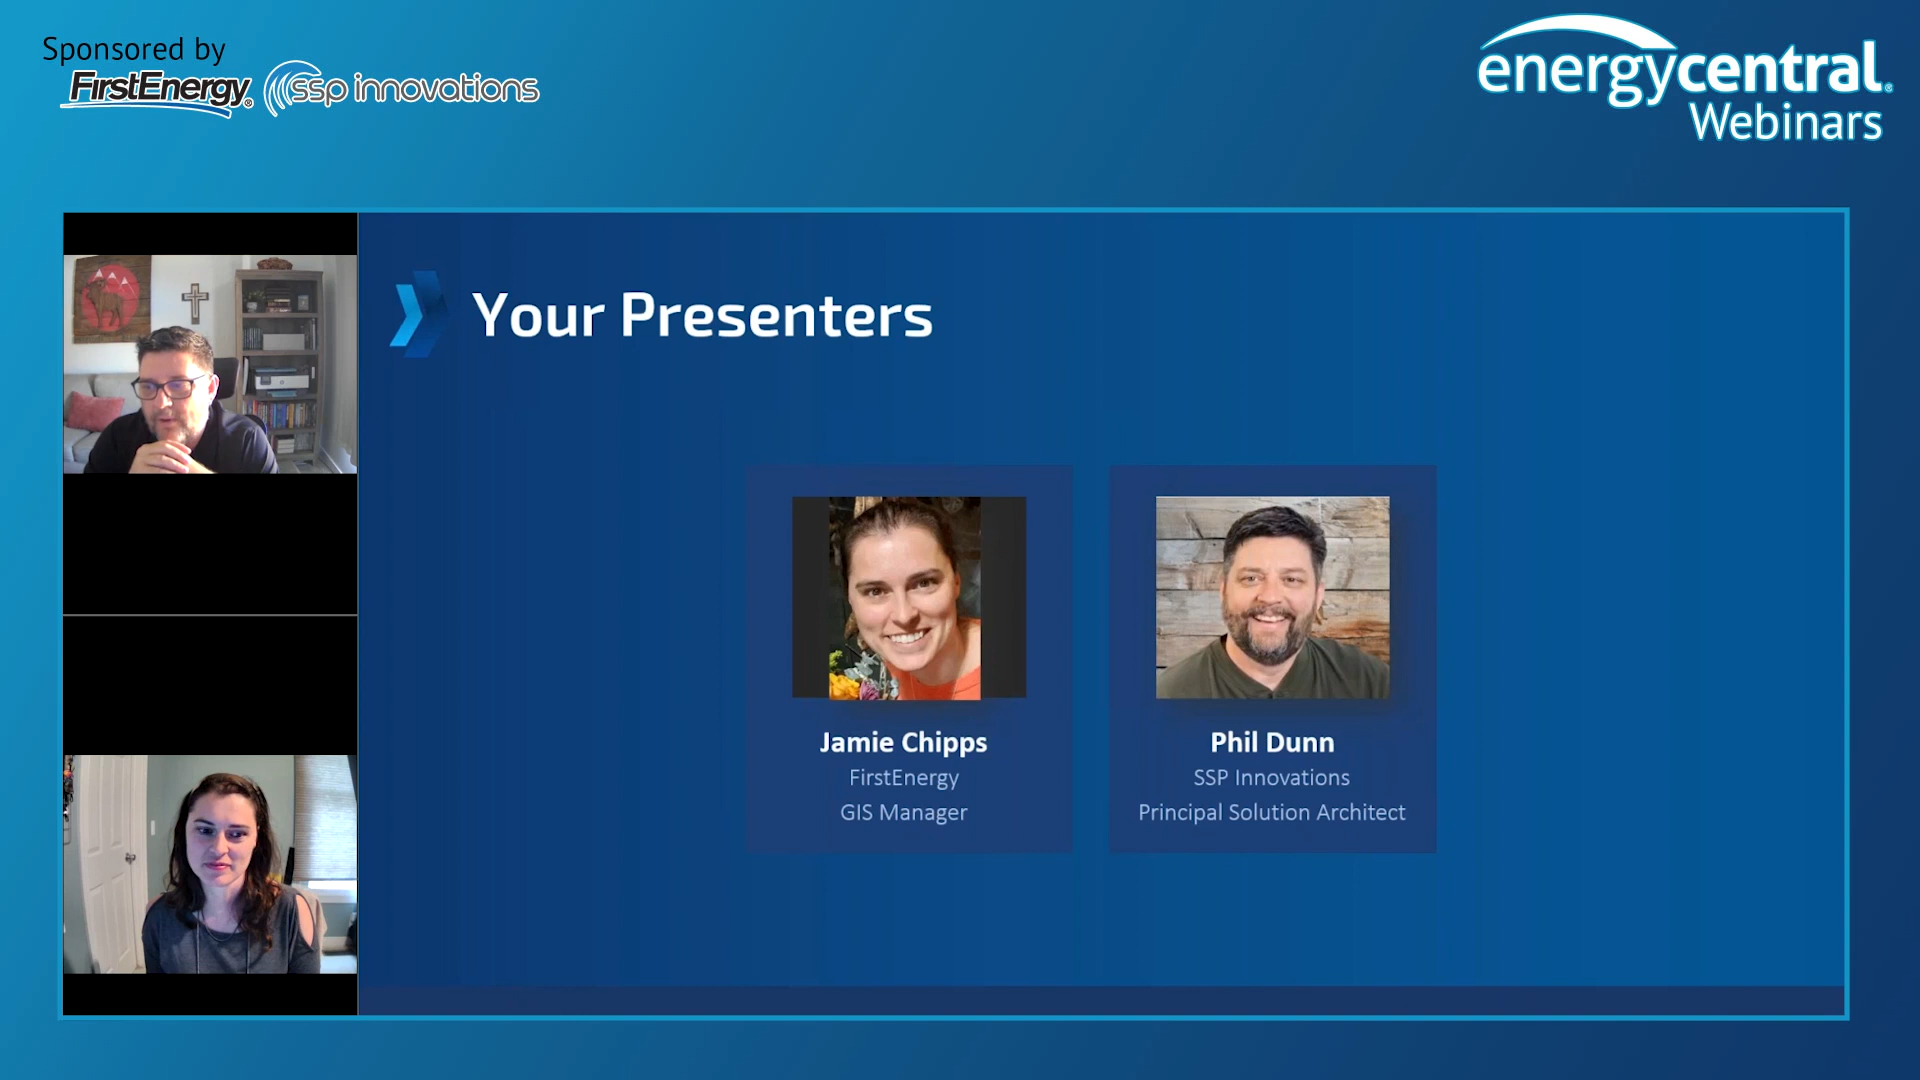 Sponsored by
FirstEnergy®
ssp innovations
energycentral®
Webinars
Your Presenters
Jamie Chipps
FirstEnergy
GIS Manager
Phil Dunn
SSP Innovations
Principal Solution Architect